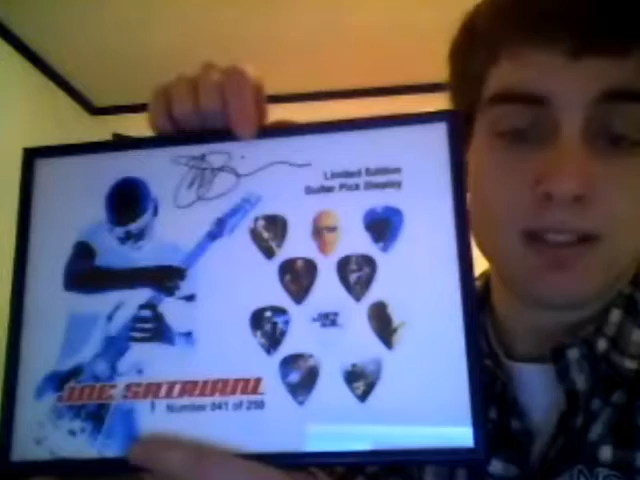 Limited Edition
Guitar Pick Display
JOE SATRIANI
Number 041 of 250